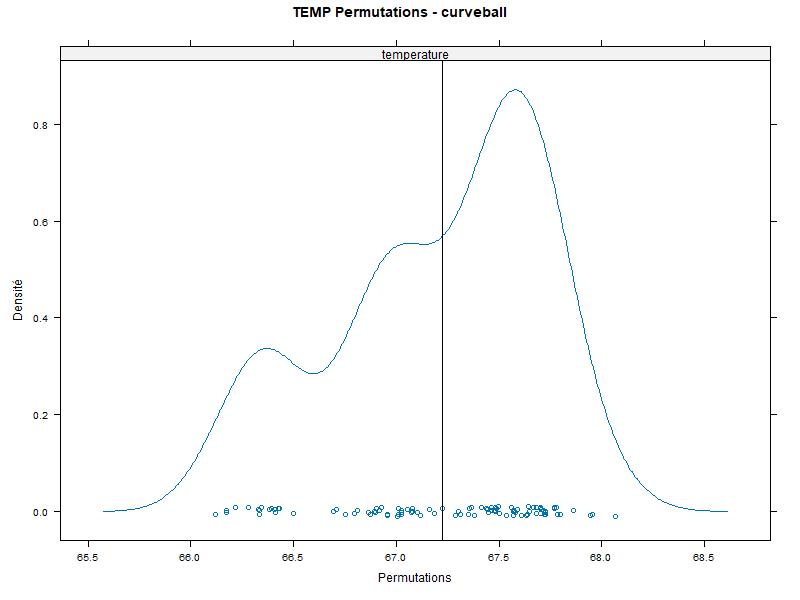 TEMP Permutations - curveball
temperature
0.8
0.6
0.4
0.2
0.0
Densité
65.5 66.0 66.5 67.0 67.5 68.0 68.5
Permutations